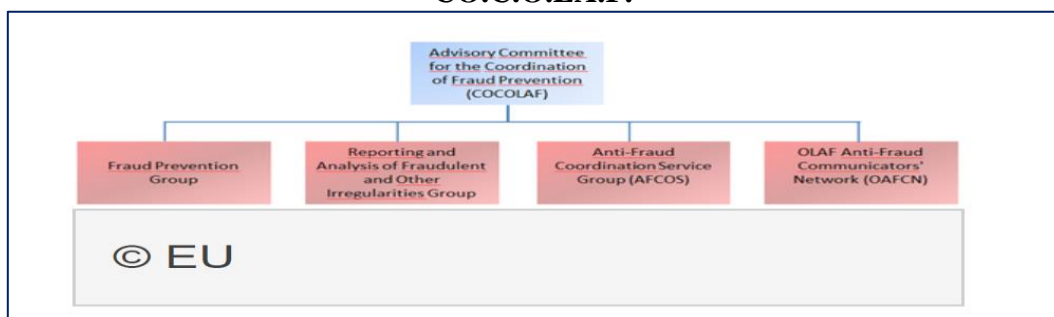 Advisory Committee
for the Coordination
of Fraud Prevention
(COCOLAF)
Fraud Prevention
Group
Reporting and
Analysis of Fraudulent
and Other
Irregularities Group
Anti-Fraud
Coordination Service
Group (AFCOS)
OLAF Anti-Fraud
Communicators'
Network (OAFCN)
© EU